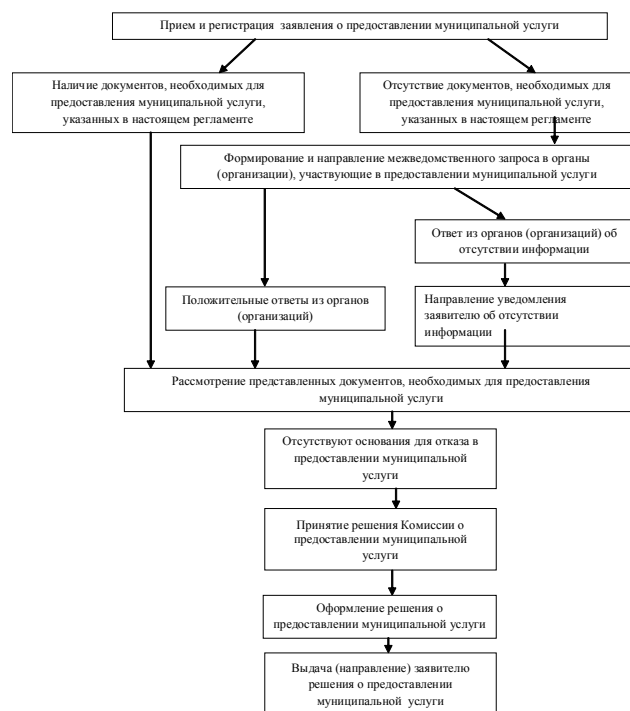 Прием и регистрация заявления о предоставлении муниципальной услуги
Наличие документов, необходимых для
предоставления муниципальной услуги,
указанных в настоящем регламенте
Отсутствие документов, необходимых для
предоставления муниципальной услуги,
указанных в настоящем регламенте
Формирование и направление межведомственного запроса в органы
(организации), участвующие в предоставлении муниципальной услуги
Ответ из органов (организаций) об
отсутствии информации
Положительные ответы из органов
(организаций)
Направление уведомления
заявителю об отсутствии
информации
Рассмотрение представленных документов, необходимых для предоставления
муниципальной услуги
Отсутствуют основания для отказа в
предоставлении муниципальной
услуги
Принятие решения Комиссии о
предоставлении муниципальной
услуги
Оформление решения о
предоставлении муниципальной услуги
Выдача (направление) заявителю
решения о предоставлении
муниципальной услуги